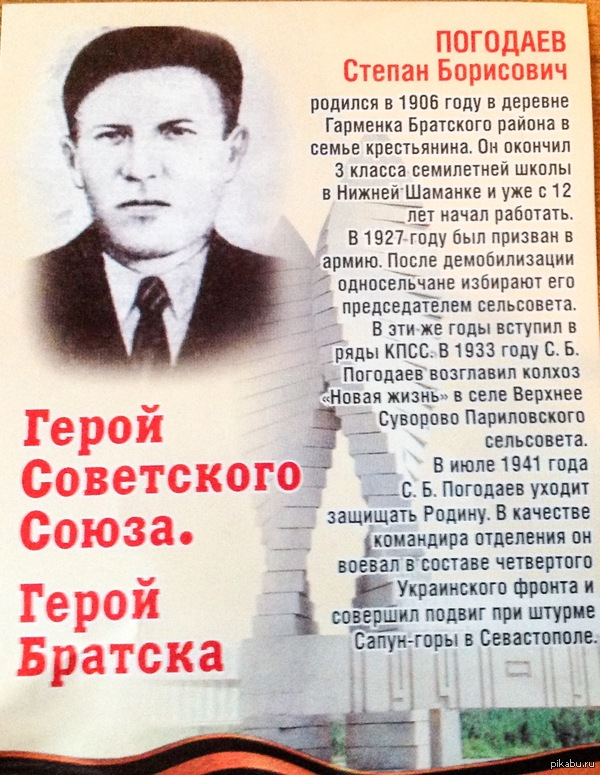 ПОГОДАЕВ
Степан Борисович
родился в 1906 году в деревне
Гарменка Братского района в
семье крестьянина. Он окончил
3 класса семилетней школы
в Нижней Шаманке и уже с 12
лет начал работать.
В 1927 году был призван в
армию. После демобилизации
односельчане избирают его
председателем сельсовета.
В эти же годы вступил в
ряды КПСС. В 1933 году С. Б.
Погодаев возглавил колхоз
«Новая жизнь» в селе Верхнее
Суворово Париловского
сельсовета.
В июле 1941 года
С. Б. Погодаев уходит
защищать Родину. В качестве
командира отделения он
воевал в составе четвертого
Украинского фронта и
совершил подвиг при штурме
Сапун-горы в Севастополе.
Герой
Советского
Союза.
Герой
Братска
pikabu.ru